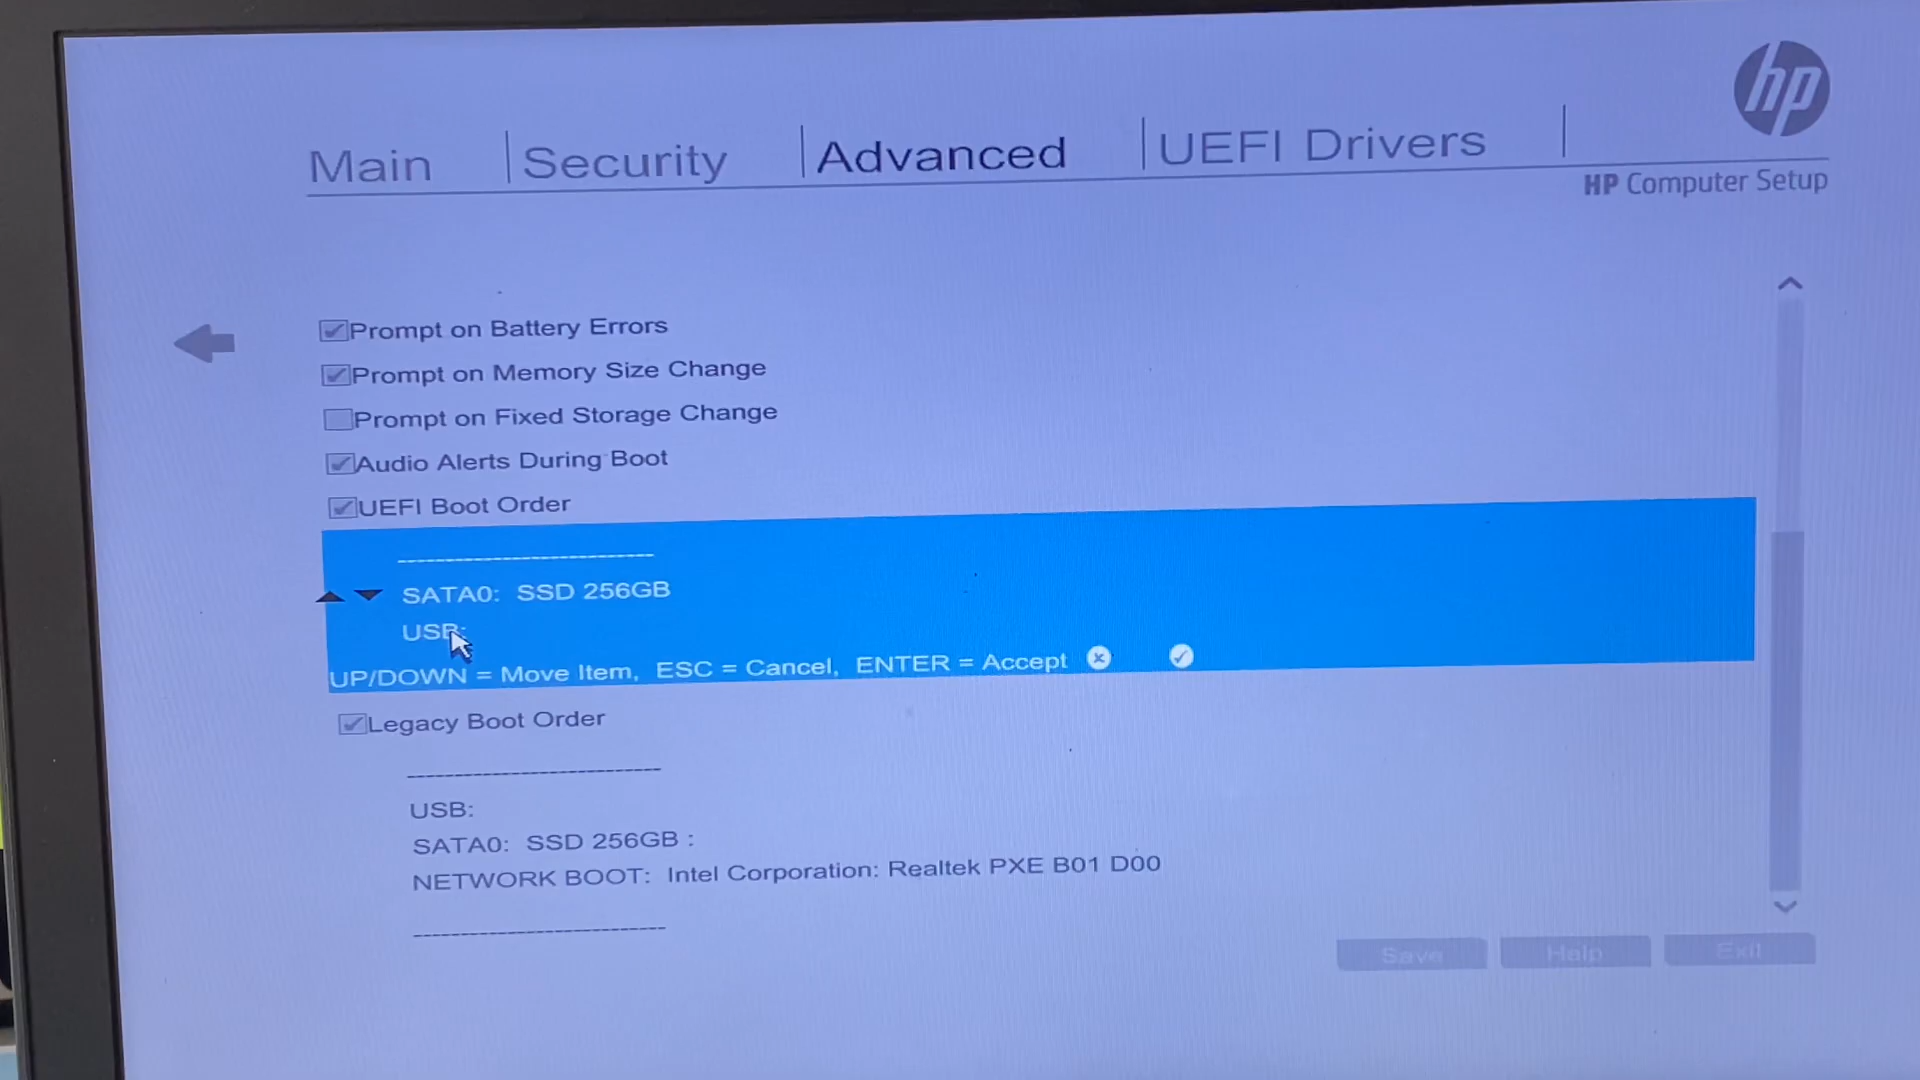 hp
Main Security Advanced UEFI Drivers
HP Computer Setup
Prompt on Battery Errors
Prompt on Memory Size Change
Prompt on Fixed Storage Change
Audio Alerts During Boot
UEFI Boot Order
--------------------------------
SATA0: SSD 256GB
USB:
UP/DOWN = Move Item, ESC = Cancel, ENTER = Accept
Legacy Boot Order
--------------------------------
USB:
SATA0: SSD 256GB :
NETWORK BOOT: Intel Corporation: Realtek PXE B01 D00
--------------------------------
Save Help Exit